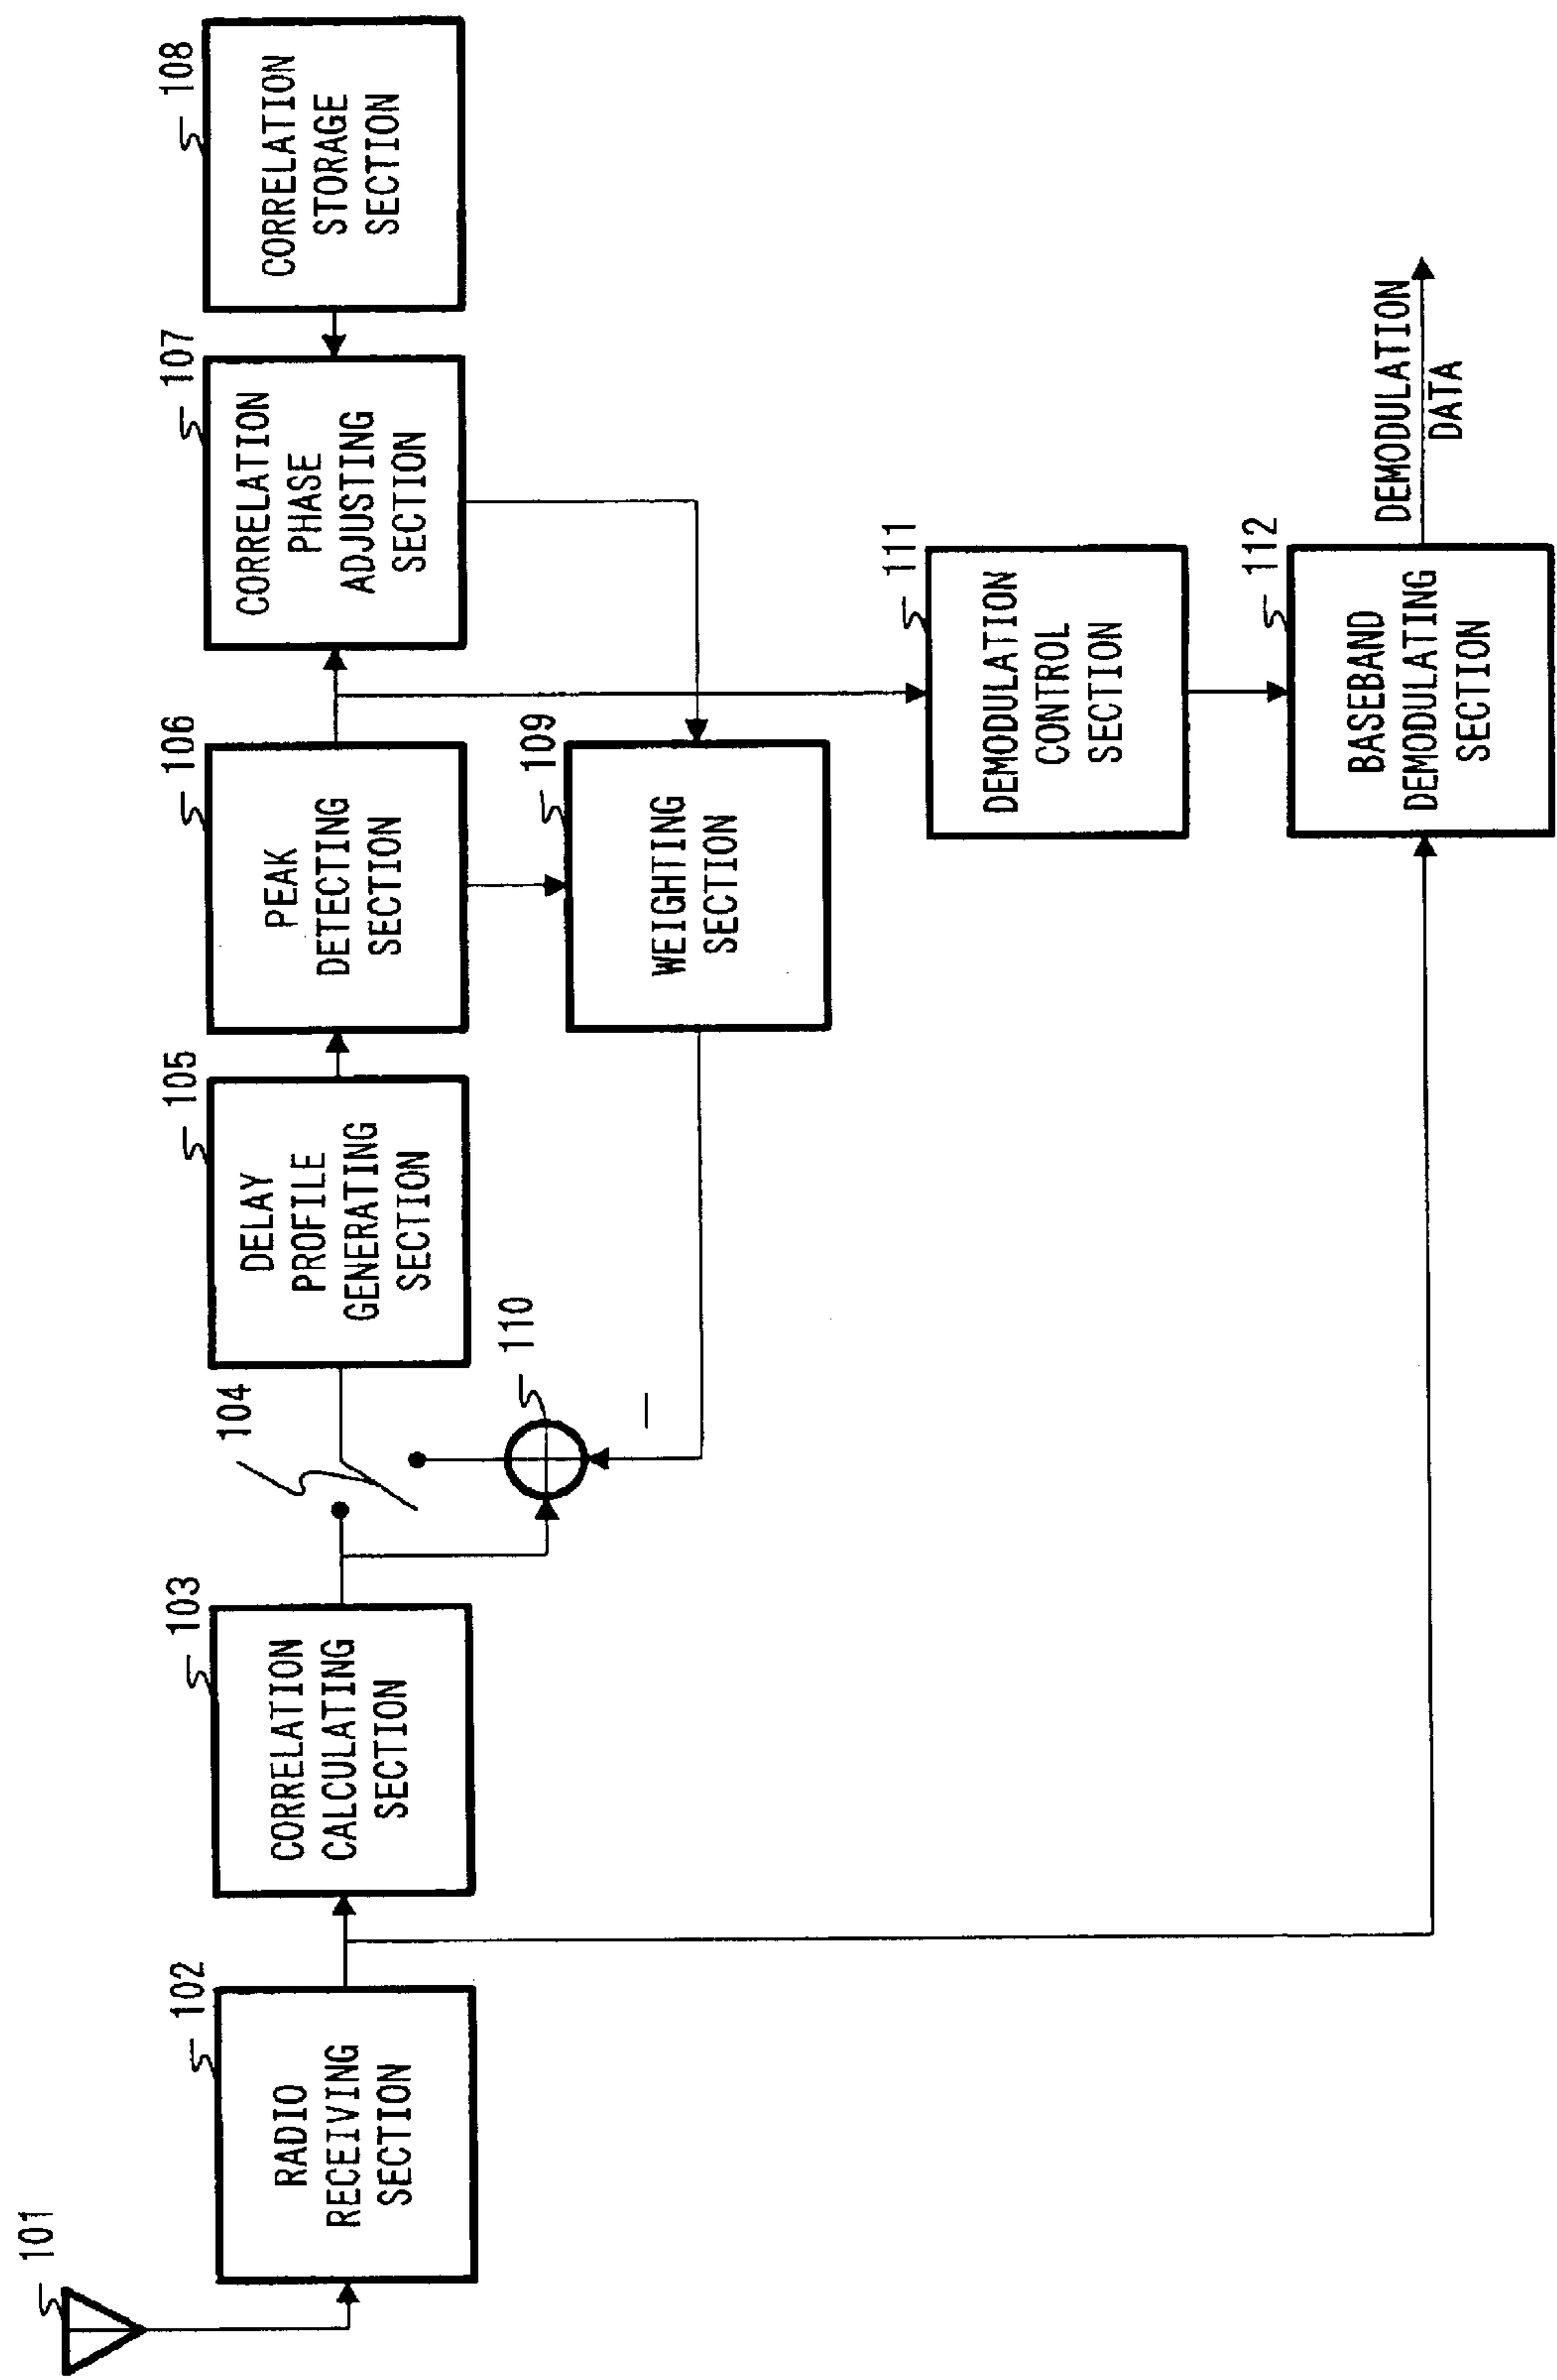 101
102
RADIO
RECEIVING
SECTION
103
CORRELATION
CALCULATING
SECTION
104
110
−
105
DELAY
PROFILE
GENERATING
SECTION
106
PEAK
DETECTING
SECTION
107
CORRELATION
PHASE
ADJUSTING
SECTION
108
CORRELATION
STORAGE
SECTION
109
WEIGHTING
SECTION
111
DEMODULATION
CONTROL
SECTION
112
BASEBAND
DEMODULATING
SECTION
DEMODULATION
DATA